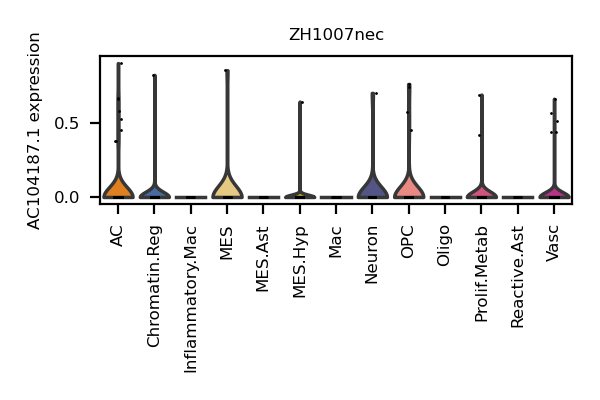 ZH1007nec
AC104187.1 expression
0.5
0.0
AC
Chromatin.Reg
Inflammatory.Mac
MES
MES.Ast
MES.Hyp
Mac
Neuron
OPC
Oligo
Prolif.Metab
Reactive.Ast
Vasc